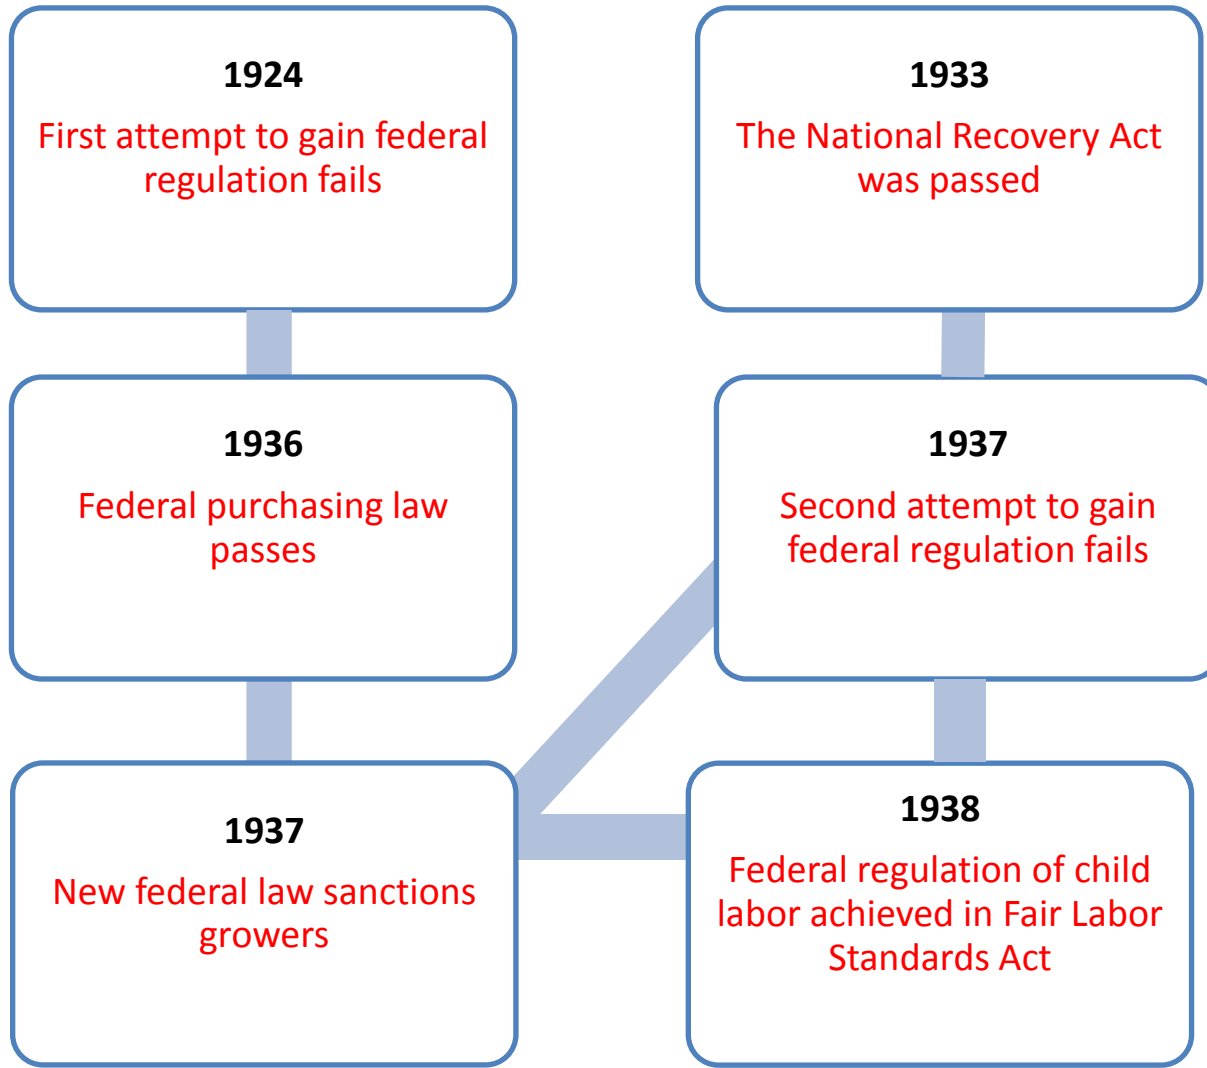 1924
First attempt to gain federal
regulation fails
1933
The National Recovery Act
was passed
1936
Federal purchasing law
passes
1937
Second attempt to gain
federal regulation fails
1937
New federal law sanctions
growers
1938
Federal regulation of child
labor achieved in Fair Labor
Standards Act